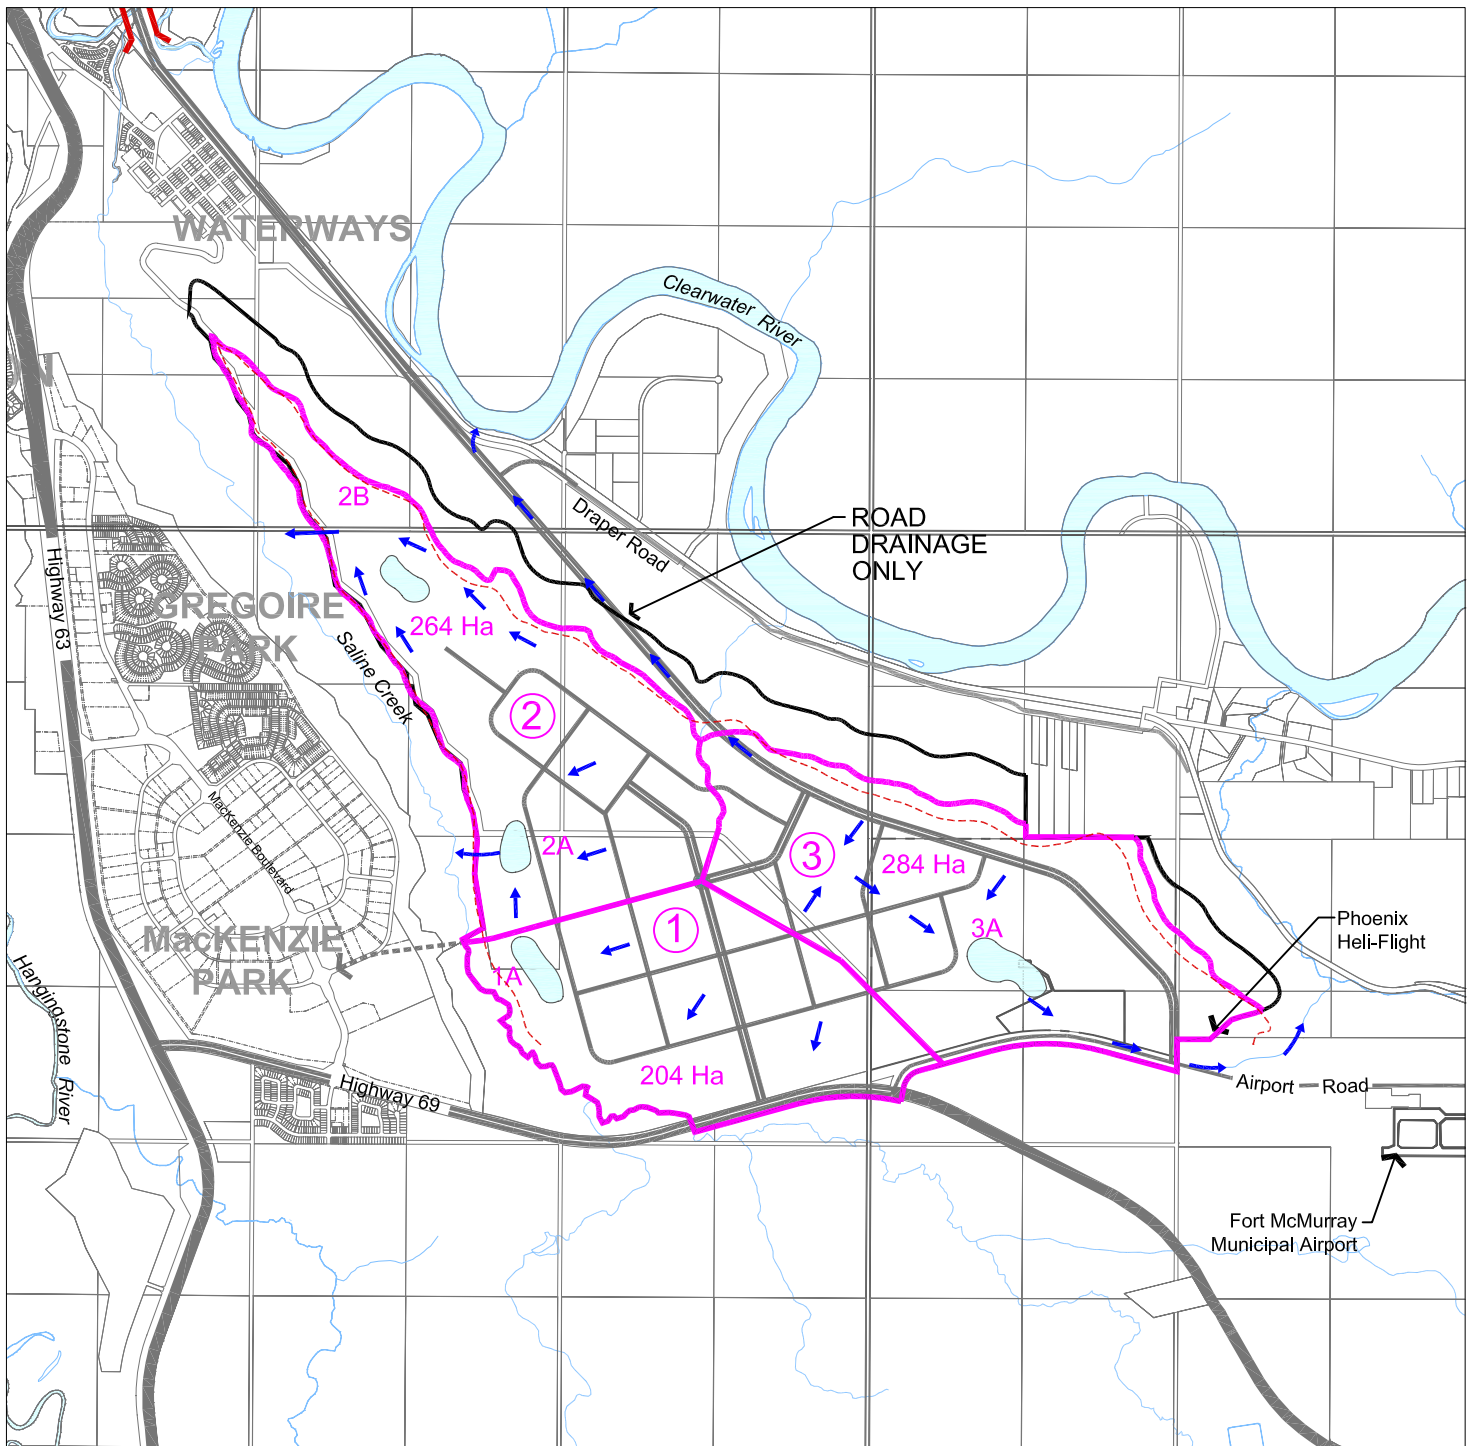 WATERWAYS
Clearwater River
ON
2B
ROAD
DRAINAGE
ONLY
Draper Road
Highway 63
GREGOIRE
PARK
264 Ha
Saline Creek
2
MacKenzie Boulevard
2A
3
284 Ha
1
3A
Phoenix
Heli-Flight
MacKENZIE
PARK
1A
Hangingstone River
204 Ha
Highway 69
Airport Road
Fort McMurray
Municipal Airport